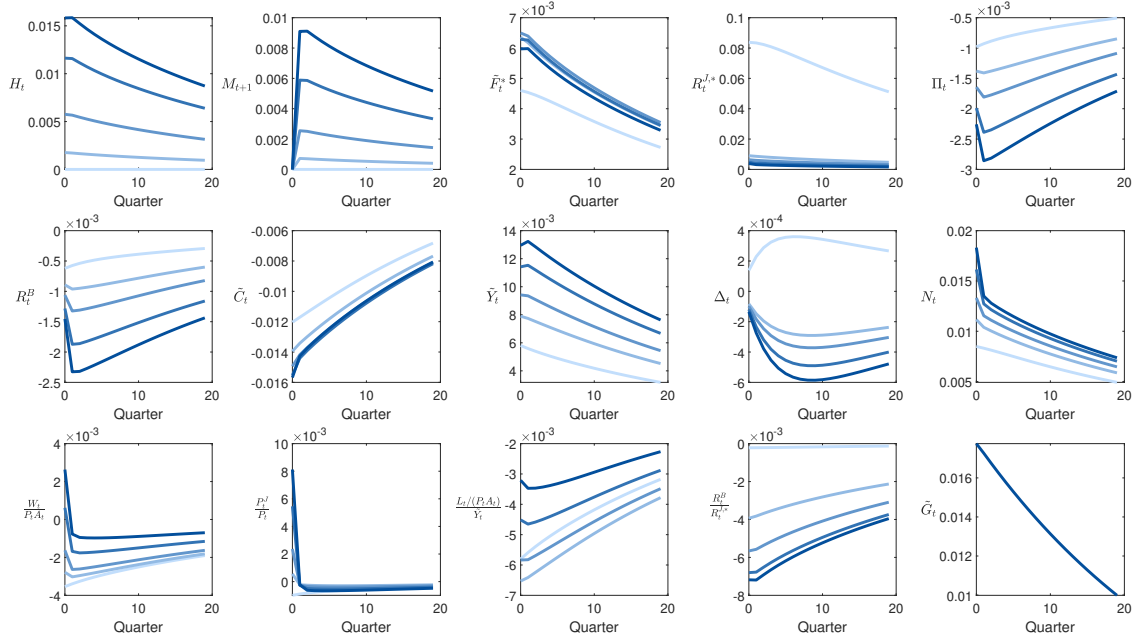 0.015
0.01
0.005
0
H_t
0 10 20
Quarter
0.01
0.008
0.006
0.004
0.002
0
M_{t+1}
0 10 20
Quarter
×10^{-3}
7
6
5
4
3
2
\tilde{F}_t^*
0 10 20
Quarter
0.1
0.08
0.06
0.04
0.02
0
R_t^{J,*}
0 10 20
Quarter
×10^{-3}
-0.5
-1
-1.5
-2
-2.5
-3
Π_t
0 10 20
Quarter
×10^{-3}
0
-0.5
-1
-1.5
-2
-2.5
R_t^B
0 10 20
Quarter
-0.006
-0.008
-0.01
-0.012
-0.014
-0.016
\tilde{C}_t
0 10 20
Quarter
×10^{-3}
14
12
10
8
6
4
\tilde{Y}_t
0 10 20
Quarter
×10^{-4}
4
2
0
-2
-4
-6
Δ_t
0 10 20
Quarter
0.02
0.015
0.01
0.005
N_t
0 10 20
Quarter
×10^{-3}
4
2
0
-2
-4
W_t
P_tA_t
0 10 20
Quarter
×10^{-3}
10
8
6
4
2
0
P_t^J
P_t
0 10 20
Quarter
×10^{-3}
-2
-3
-4
-5
-6
-7
L_t/(P_tA_t)
\tilde{Y}_t
0 10 20
Quarter
×10^{-3}
0
-2
-4
-6
-8
R_t^B
R_t^{J,*}
0 10 20
Quarter
0.016
0.014
0.012
0.01
\tilde{G}_t
0 10 20
Quarter